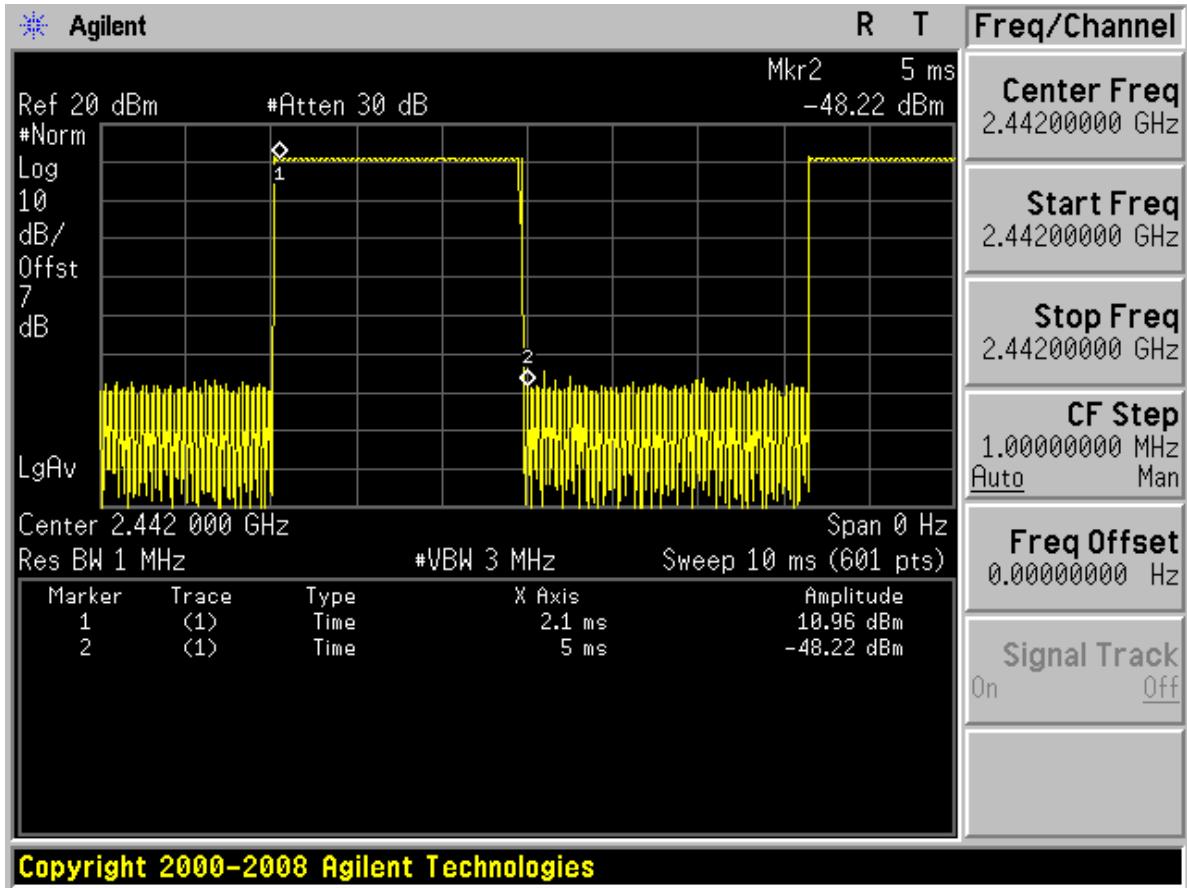 Agilent R T Freq/Channel
Mkr2 5 ms
Ref 20 dBm #Atten 30 dB -48.22 dBm
#Norm
Log
10
dB/
Offst
7
dB
LgAv
1
2
Center 2.442 000 GHz Span 0 Hz
Res BW 1 MHz #VBW 3 MHz Sweep 10 ms (601 pts)
Marker Trace Type X Axis Amplitude
1 (1) Time 2.1 ms 10.96 dBm
2 (1) Time 5 ms -48.22 dBm
Center Freq
2.44200000 GHz
Start Freq
2.44200000 GHz
Stop Freq
2.44200000 GHz
CF Step
1.00000000 MHz
Auto Man
Freq Offset
0.00000000 Hz
Signal Track
On Off
Copyright 2000-2008 Agilent Technologies